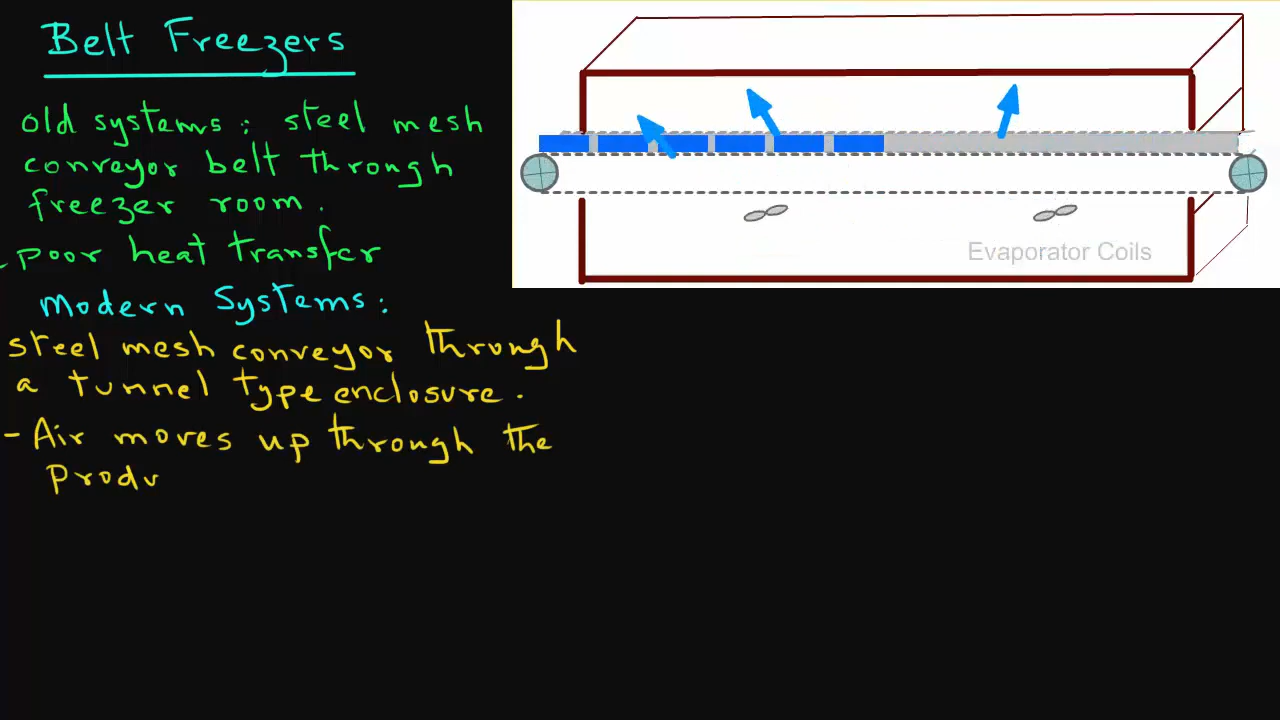 Belt Freezers
old systems: steel mesh
conveyor belt through
freezer room.
- poor heat transfer
Modern Systems:
steel mesh conveyor through
a tunnel type enclosure.
- Air moves up through the
Produ
Evaporator Coils